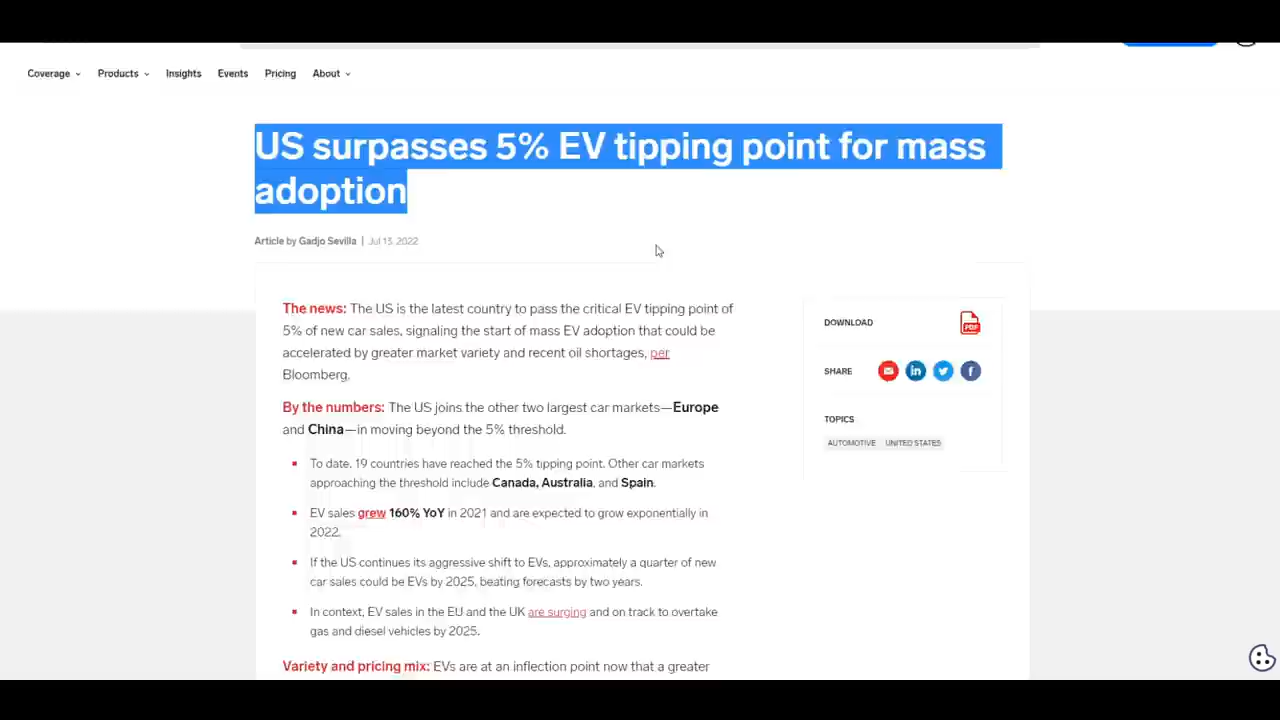 Coverage Products Insights Events Pricing About
US surpasses 5% EV tipping point for mass
adoption
Article by Gadjo Sevilla | Jul 13, 2022
The news: The US is the latest country to pass the critical EV tipping point of
5% of new car sales, signaling the start of mass EV adoption that could be
accelerated by greater market variety and recent oil shortages, per
Bloomberg.
By the numbers: The US joins the other two largest car markets—Europe
and China—in moving beyond the 5% threshold.
To date, 19 countries have reached the 5% tipping point. Other car markets
approaching the threshold include Canada, Australia, and Spain.
EV sales grew 160% YoY in 2021 and are expected to grow exponentially in
2022.
If the US continues its aggressive shift to EVs, approximately a quarter of new
car sales could be EVs by 2025, beating forecasts by two years.
In context, EV sales in the EU and the UK are surging and on track to overtake
gas and diesel vehicles by 2025.
Variety and pricing mix: EVs are at an inflection point now that a greater
DOWNLOAD PDF
SHARE in f
TOPICS
AUTOMOTIVE UNITED STATES